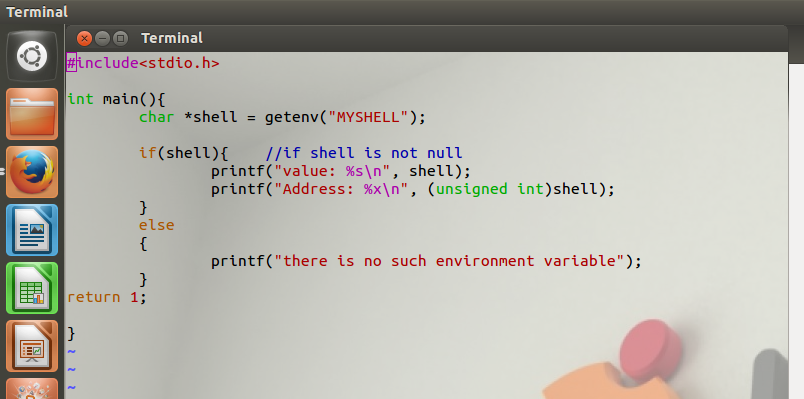 Terminal
Terminal
#include<stdio.h>
int main(){
char *shell = getenv("MYSHELL");
if(shell){    //if shell is not null
printf("value: %s\n", shell);
printf("Address: %x\n", (unsigned int)shell);
}
else
{
printf("there is no such environment variable");
}
return 1;
}
~
~
~